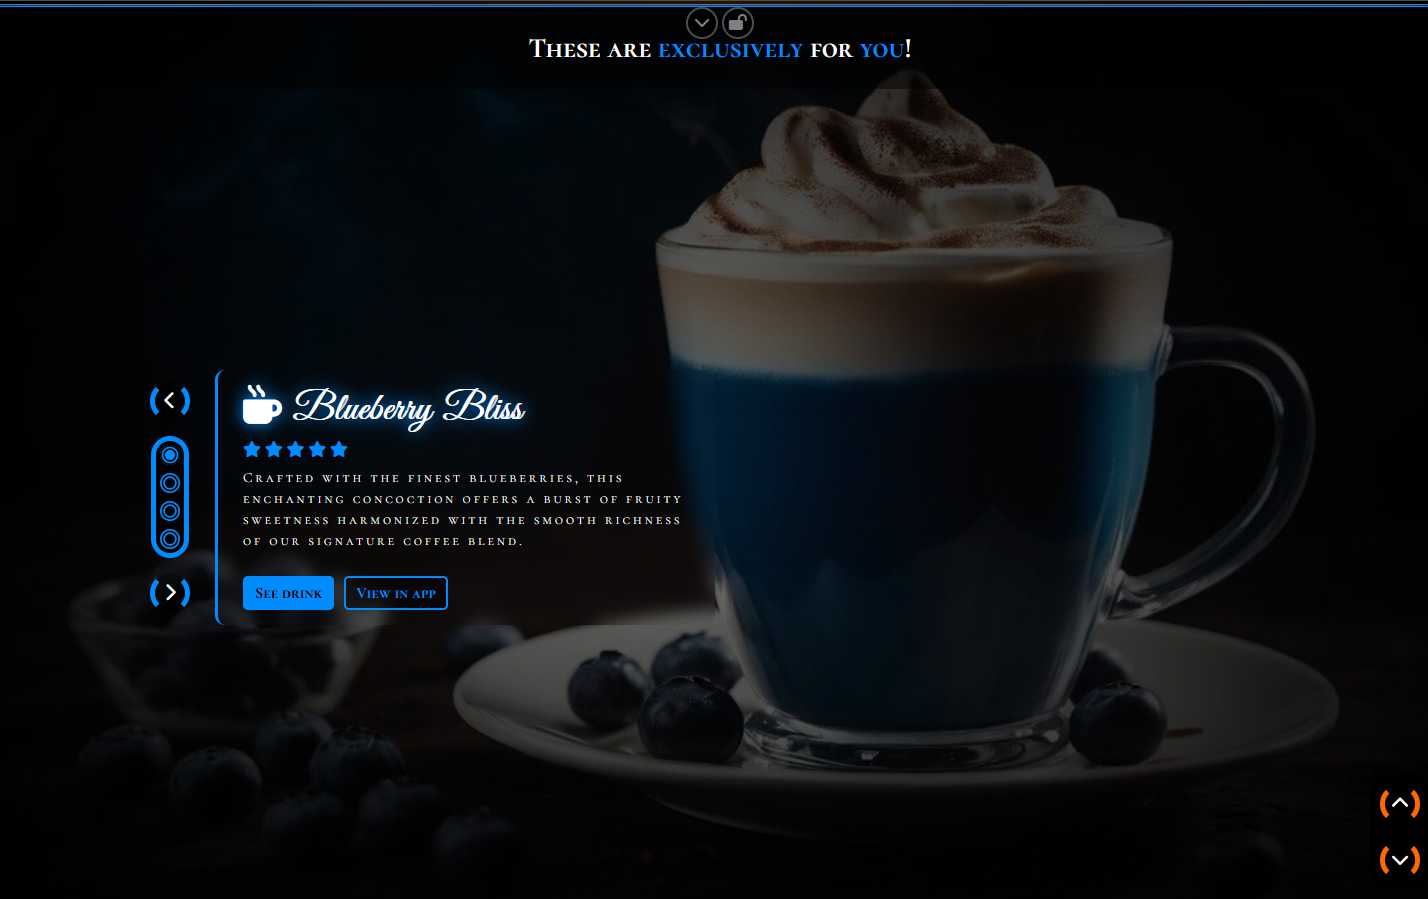 These are exclusively for you!
Blueberry Bliss
Crafted with the finest blueberries, this
enchanting concoction offers a burst of fruity
sweetness harmonized with the smooth richness
of our signature coffee blend.
See drink
View in app